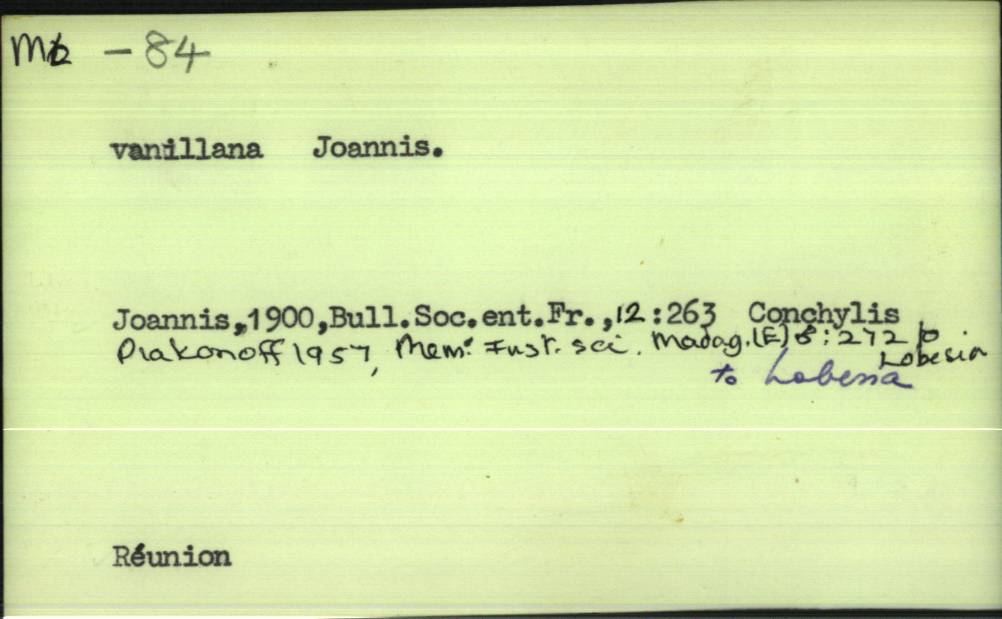 – 84
vanillana Joannis.
Joannis, 1900, Bull.Soc.ent.Fr., 12:263 Conchylis
Diakonoff 1957, Mem. Inst. sci. Madag. (E) 8:272 to
Lobesia
to Lobesia
Réunion